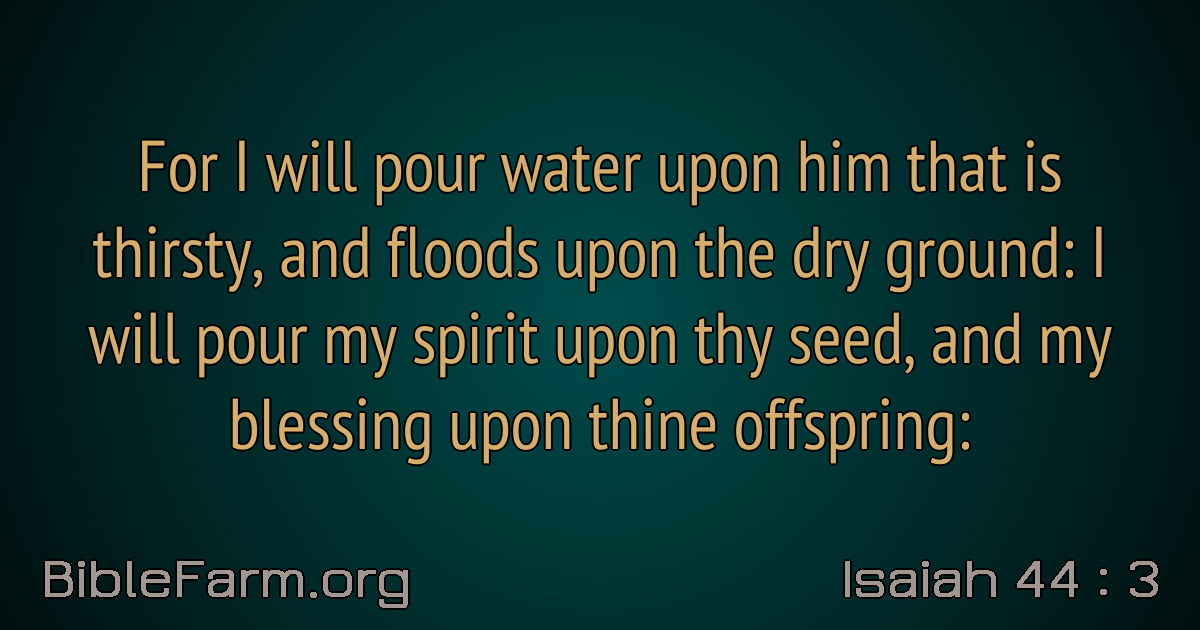 For I will pour water upon him that is
thirsty, and floods upon the dry ground: I
will pour my spirit upon thy seed, and my
blessing upon thine offspring:
BibleFarm.org
Isaiah 44 : 3